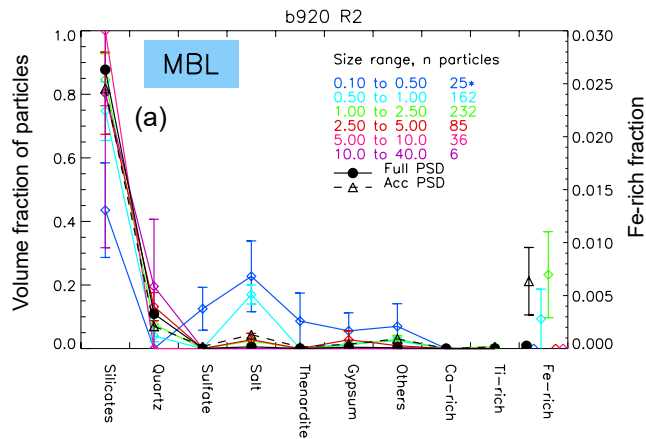 b920 R2
MBL
(a)
Size range, n particles
0.10 to 0.50 25*
0.50 to 1.00 162
1.00 to 2.50 232
2.50 to 5.00 85
5.00 to 10.0 36
10.0 to 40.0 6
Full PSD
Acc PSD
Volume fraction of particles
1.0
0.8
0.6
0.4
0.2
0.0
Fe-rich fraction
0.030
0.025
0.020
0.015
0.010
0.005
0.000
Silicates
Quartz
Sulfate
Salt
Thenardite
Gypsum
Others
Ca-rich
Ti-rich
Fe-rich